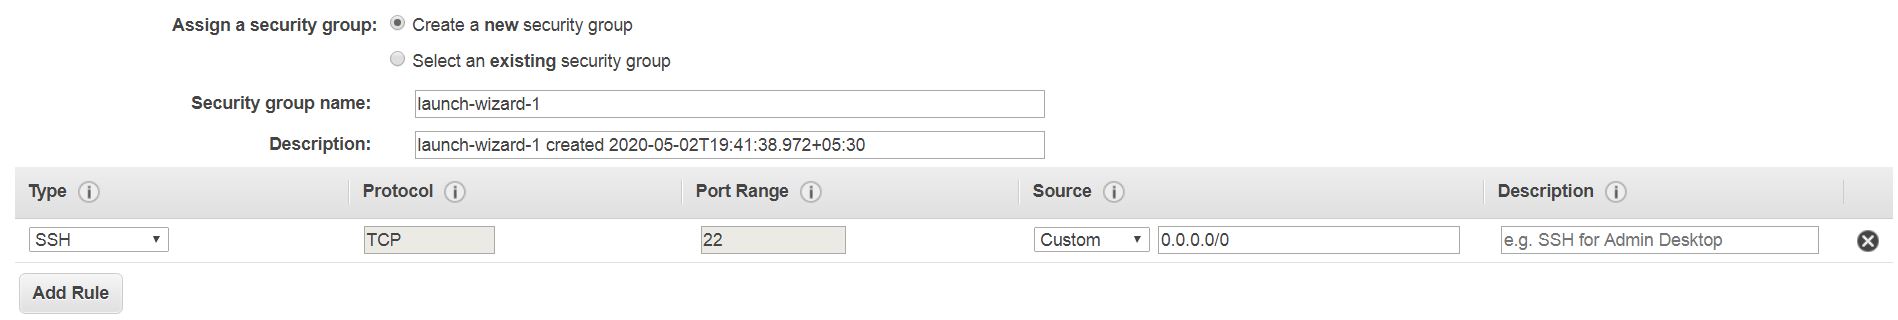 Assign a security group: Create a new security group
Select an existing security group
Security group name: launch-wizard-1
Description: launch-wizard-1 created 2020-05-02T19:41:38.972+05:30
Type i Protocol i Port Range i Source i Description i
SSH TCP 22 Custom 0.0.0.0/0 e.g. SSH for Admin Desktop
Add Rule